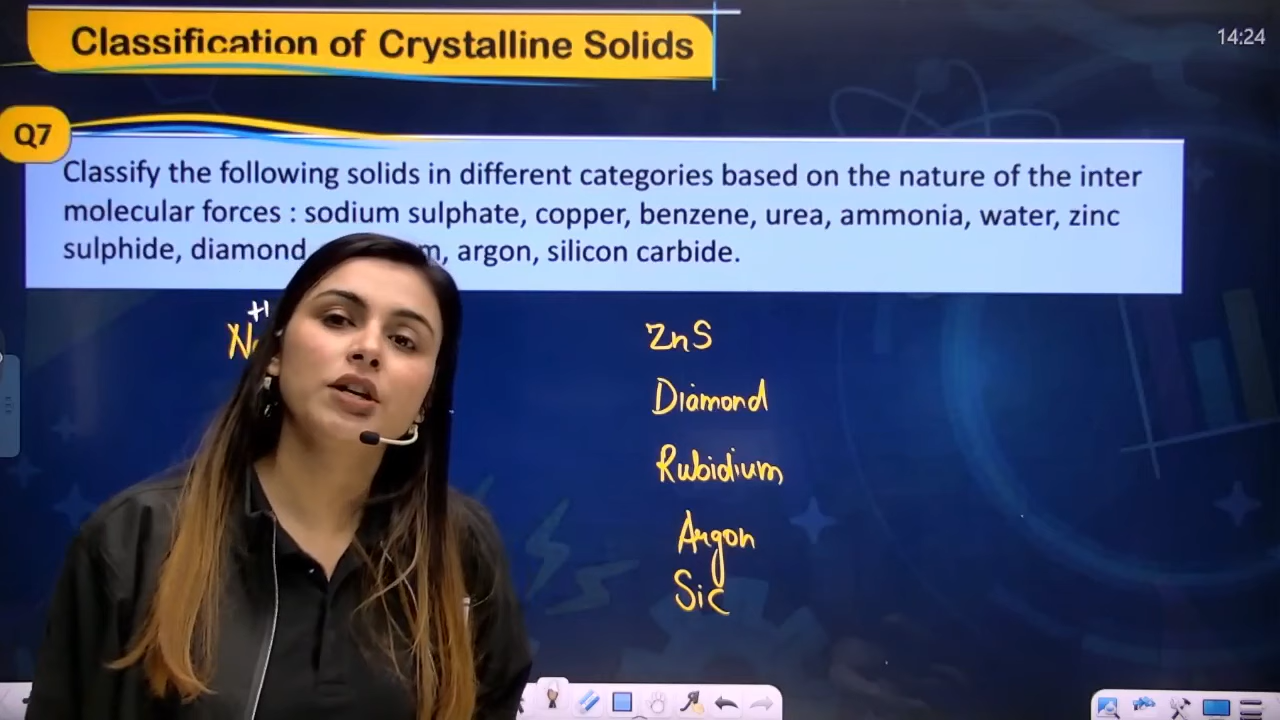 Classification of Crystalline Solids
14:24
Q7
Classify the following solids in different categories based on the nature of the inter
molecular forces : sodium sulphate, copper, benzene, urea, ammonia, water, zinc
sulphide, diamond, argon, silicon carbide.
+1
ZnS
Diamond
Rubidium
Argon
SiC